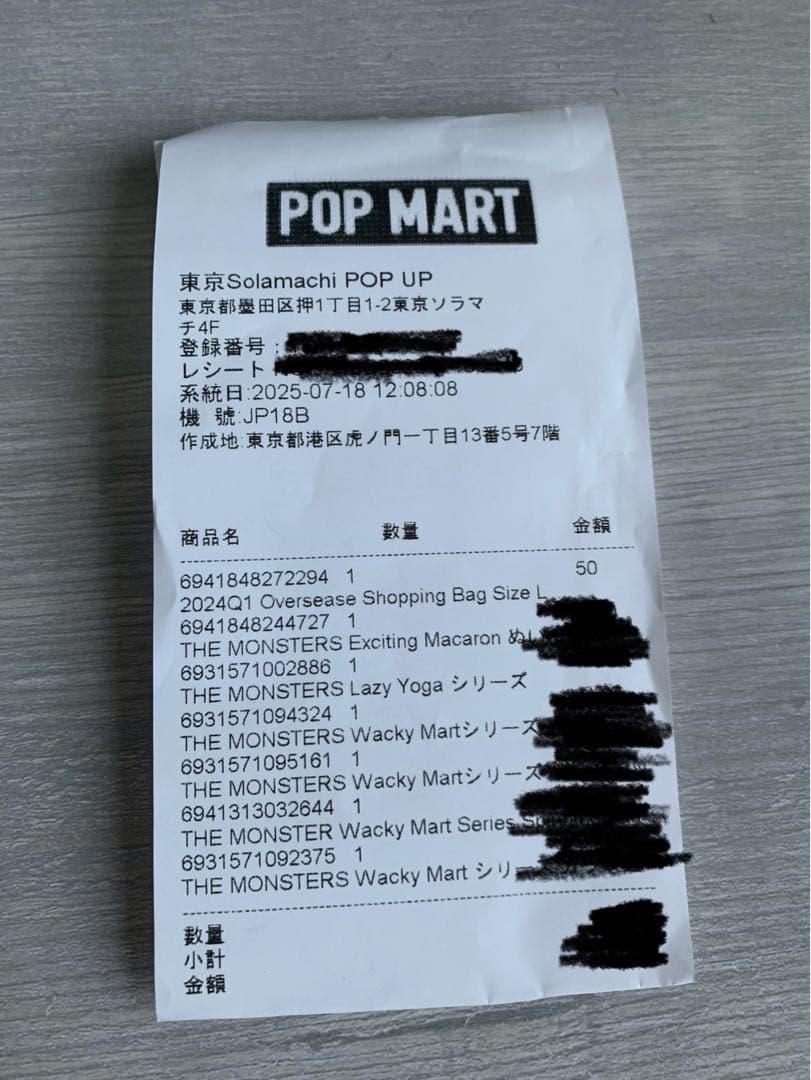 POP MART
東京Solamachi POP UP
東京都墨田区押1丁目1-2東京ソラマ
チ4F
登録番号:
レシート
系統日:2025-07-18 12:08:08
機 號:JP18B
作成地:東京都港区虎ノ門一丁目13番5号7階
商品名 数量 金額
6941848272294 1 50
2024Q1 Oversease Shopping Bag Size L
6941848244727 1
THE MONSTERS Exciting Macaron ぬい
6931571002886 1
THE MONSTERS Lazy Yoga シリーズ
6931571094324 1
THE MONSTERS Wacky Martシリーズ
6931571095161 1
THE MONSTERS Wacky Martシリーズ
6941313032644 1
THE MONSTER Wacky Mart Series
6931571092375 1
THE MONSTERS Wacky Mart シリ
數量
小計
金額